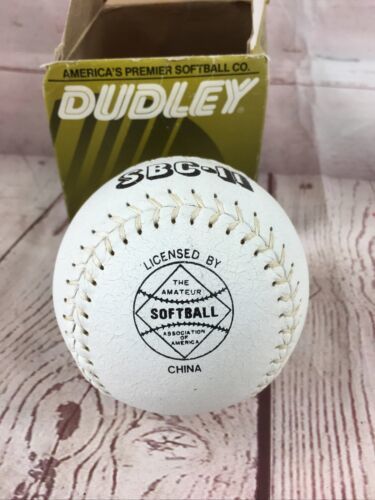 AMERICA'S PREMIER SOFTBALL CO.
DUDLEY
SBC-11
LICENSED BY
THE
AMATEUR
SOFTBALL
ASSOCIATION
OF
AMERICA
CHINA